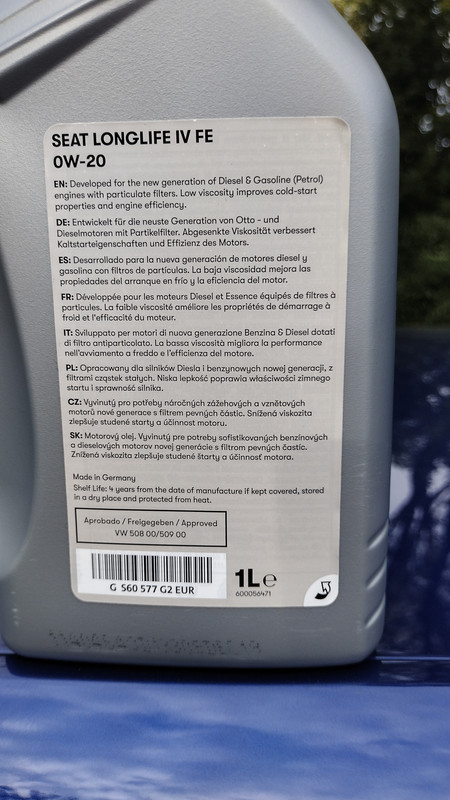 SEAT LONGLIFE IV FE
0W-20
EN: Developed for the new generation of Diesel & Gasoline (Petrol)
engines with particulate filters. Low viscosity improves cold-start
properties and engine efficiency.
DE: Entwickelt für die neuste Generation von Otto - und
Dieselmotoren mit Partikelfilter. Abgesenkte Viskosität verbessert
Kaltstarteigenschaften und Effizienz des Motors.
ES: Desarrollado para la nueva generación de motores diesel y
gasolina con filtros de partículas. La baja viscosidad mejora las
propiedades del arranque en frío y la eficiencia del motor.
FR: Développée pour les moteurs Diesel et Essence équipés de filtres à
particules. La faible viscosité améliore les propriétés de démarrage à
froid et l'efficacité du moteur.
IT: Sviluppato per motori di nuova generazione Benzina & Diesel dotati
di filtro antiparticolato. La bassa viscosità migliora la performance
nell'avviamento a freddo e l'efficienza del motore.
PL: Opracowany dla silników Diesla i benzynowych nowej generacji, z
filtrami cząstek stałych. Niska lepkość poprawia właściwości zimnego
startu i sprawność silnika.
CZ: Vyvinutý pro potřeby náročných zážehových a vznětových
motorů nové generace s filtrem pevných částic. Snížená viskozita
zlepšuje studené starty a účinnost motoru.
SK: Motorový olej. Vyvinutý pre potreby sofistikovaných benzínových
a dieselových motorov novej generácie s filtrom pevných častíc.
Znížená viskozita zlepšuje studené štarty a účinnosť motora.
Made in Germany
Shelf Life: 4 years from the date of manufacture if kept covered, stored
in a dry place and protected from heat.
Aprobado / Freigegeben / Approved
VW 508 00/509 00
G S60 577 G2 EUR
1L e
600056471